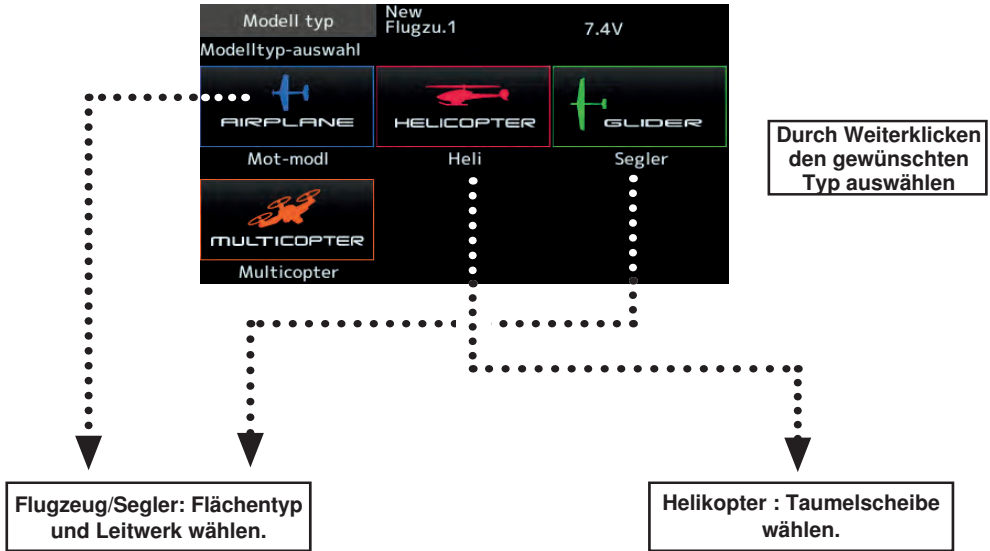 Modell typ
New
Flugzu.1
7.4V
Modelltyp-auswahl
AIRPLANE
HELICOPTER
GLIDER
Mot-modl
Heli
Segler
MULTICOPTER
Multicopter
Durch Weiterklicken
den gewünschten
Typ auswählen
Flugzeug/Segler: Flächentyp
und Leitwerk wählen.
Helikopter : Taumelscheibe
wählen.